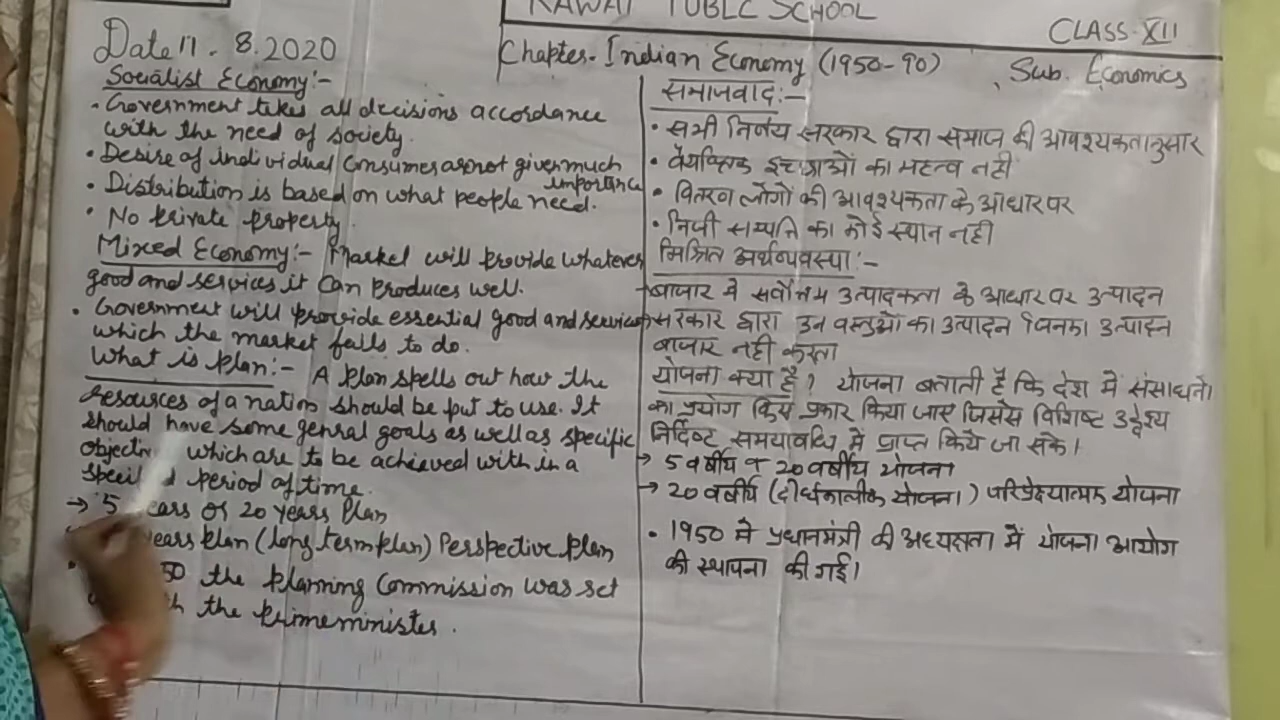 RAWAT PUBLC SCHOOL
CLASS-XII
Date 11.8.2020
Chapter-Indian Economy (1950-90)
Sub. Economics
Socialist Economy:-
• Government takes all decisions accordance
with the need of society.
• Desire of individual Consumers are not given much
importance
• Distribution is based on what people need.
• No private property.
Mixed Economy:- Market will provide whatever
good and services it Can produces well.
• Government will provide essential good and services
which the market fails to do.
What is plan:- A plan spells out how the
resources of a nation should be put to use. It
should have some genral goals as well as specific
which are to be achieved with in a
period of time.
→ 5 or 20 years Plan
years plan (long term plan) Perspective plan
the planning Commission was set
the primeminister.
समाजवाद:-
• सभी निर्णय सरकार द्वारा समाज की आवश्यकतानुसार
• वैयक्तिक इच्छाओं का महत्व नही
• वितरण लोगों की आवश्यकता के आधार पर
• निजी सम्पत्ति का कोई स्थान नही
मिश्रित अर्थव्यवस्था:-
→ बाजार मे सर्वोत्तम उत्पादकता के आधार पर उत्पादन
→ सरकार द्वारा उन वस्तुओं का उत्पादन जिनका उत्पादन
बाजार नही करता
योजना क्या है? योजना बताती है कि देश में संसाधनो
का प्रयोग किस प्रकार किया जाए जिससे विशिष्ट उद्देश्य
निर्दिष्ट समयावधि में प्राप्त किये जा सके।
→ 5 वर्षीय व 20 वर्षीय योजना
→ 20 वर्षीय (दीर्घकालीक योजना) परिप्रेक्ष्यात्मक योजना
• 1950 मे प्रधानमंत्री की अध्यक्षता में योजना आयोग
की स्थापना की गई।